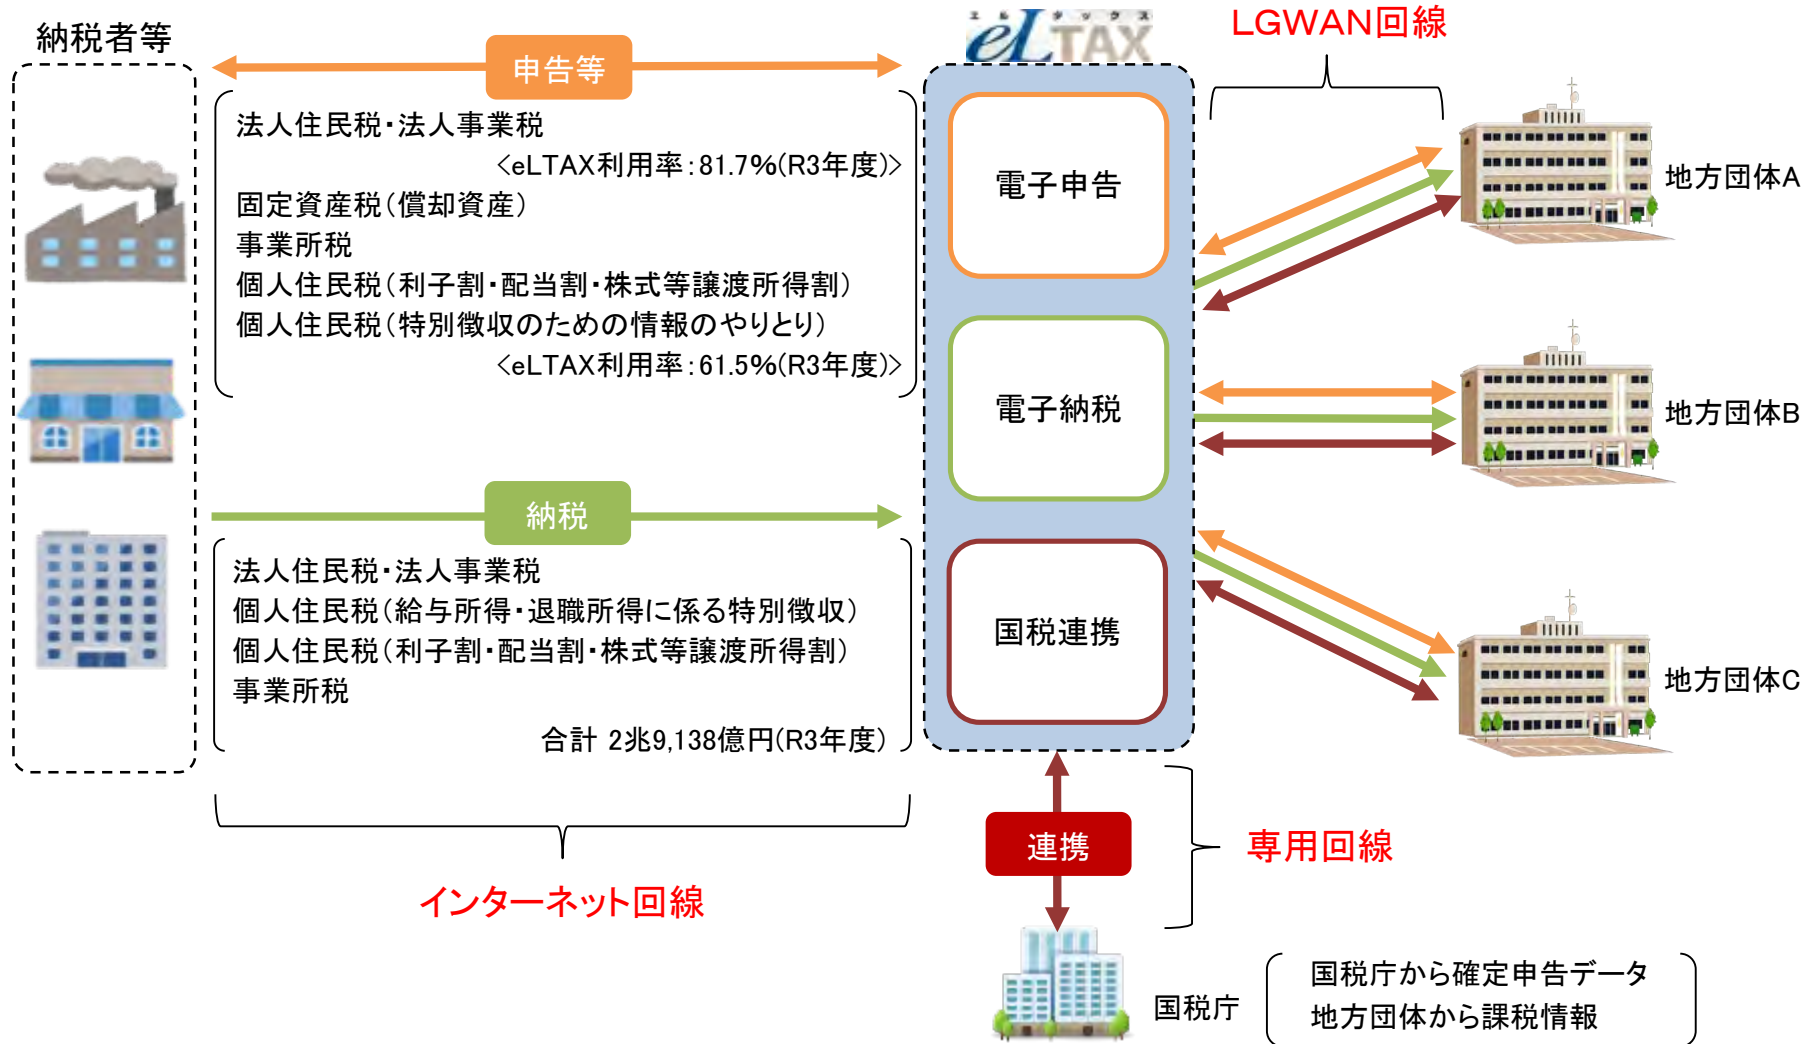 納税者等
申告等
法人住民税・法人事業税
<eLTAX利用率：81.7%(R3年度)>
固定資産税（償却資産）
事業所税
個人住民税（利子割・配当割・株式等譲渡所得割）
個人住民税（特別徴収のための情報のやりとり）
<eLTAX利用率：61.5%(R3年度)>
納税
法人住民税・法人事業税
個人住民税（給与所得・退職所得に係る特別徴収）
個人住民税（利子割・配当割・株式等譲渡所得割）
事業所税
合計 2兆9,138億円(R3年度)
インターネット回線
エルタックス
eLTAX
電子申告
電子納税
国税連携
LGWAN回線
地方団体A
地方団体B
地方団体C
連携
専用回線
国税庁
国税庁から確定申告データ
地方団体から課税情報